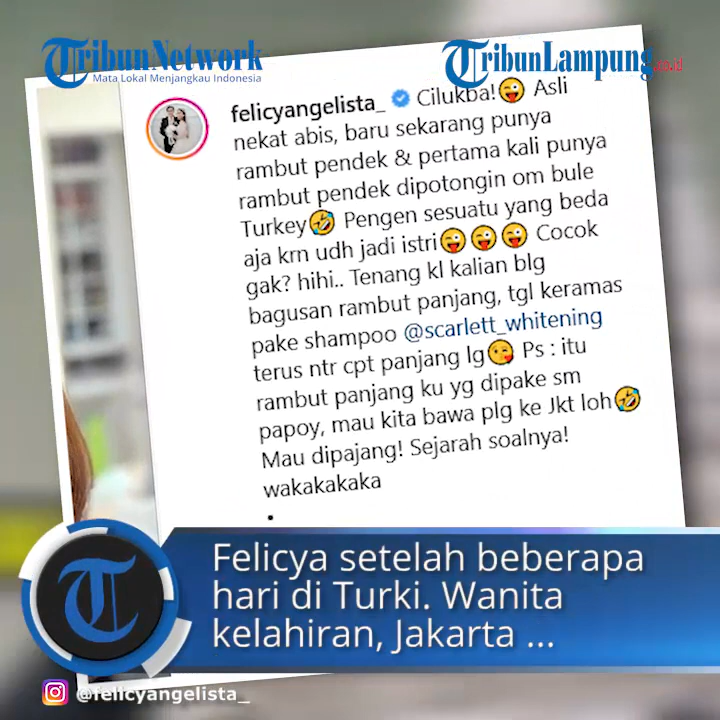 TribunNetwork
Mata Lokal Menjangkau Indonesia
TribunLampung.co.id
felicyangelista_ Cilukba!😜 Asli
nekat abis, baru sekarang punya
rambut pendek & pertama kali punya
rambut pendek dipotongin om bule
Turkey🤣 Pengen sesuatu yang beda
aja krn udh jadi istri😜😜😜 Cocok
gak? hihi.. Tenang kl kalian blg
bagusan rambut panjang, tgl keramas
pake shampoo @scarlett_whitening
terus ntr cpt panjang lg😘 Ps : itu
rambut panjang ku yg dipake sm
papoy, mau kita bawa plg ke Jkt loh🤣
Mau dipajang! Sejarah soalnya!
wakakakaka
.
T
Felicya setelah beberapa
hari di Turki. Wanita
kelahiran, Jakarta ...
@felicyangelista_